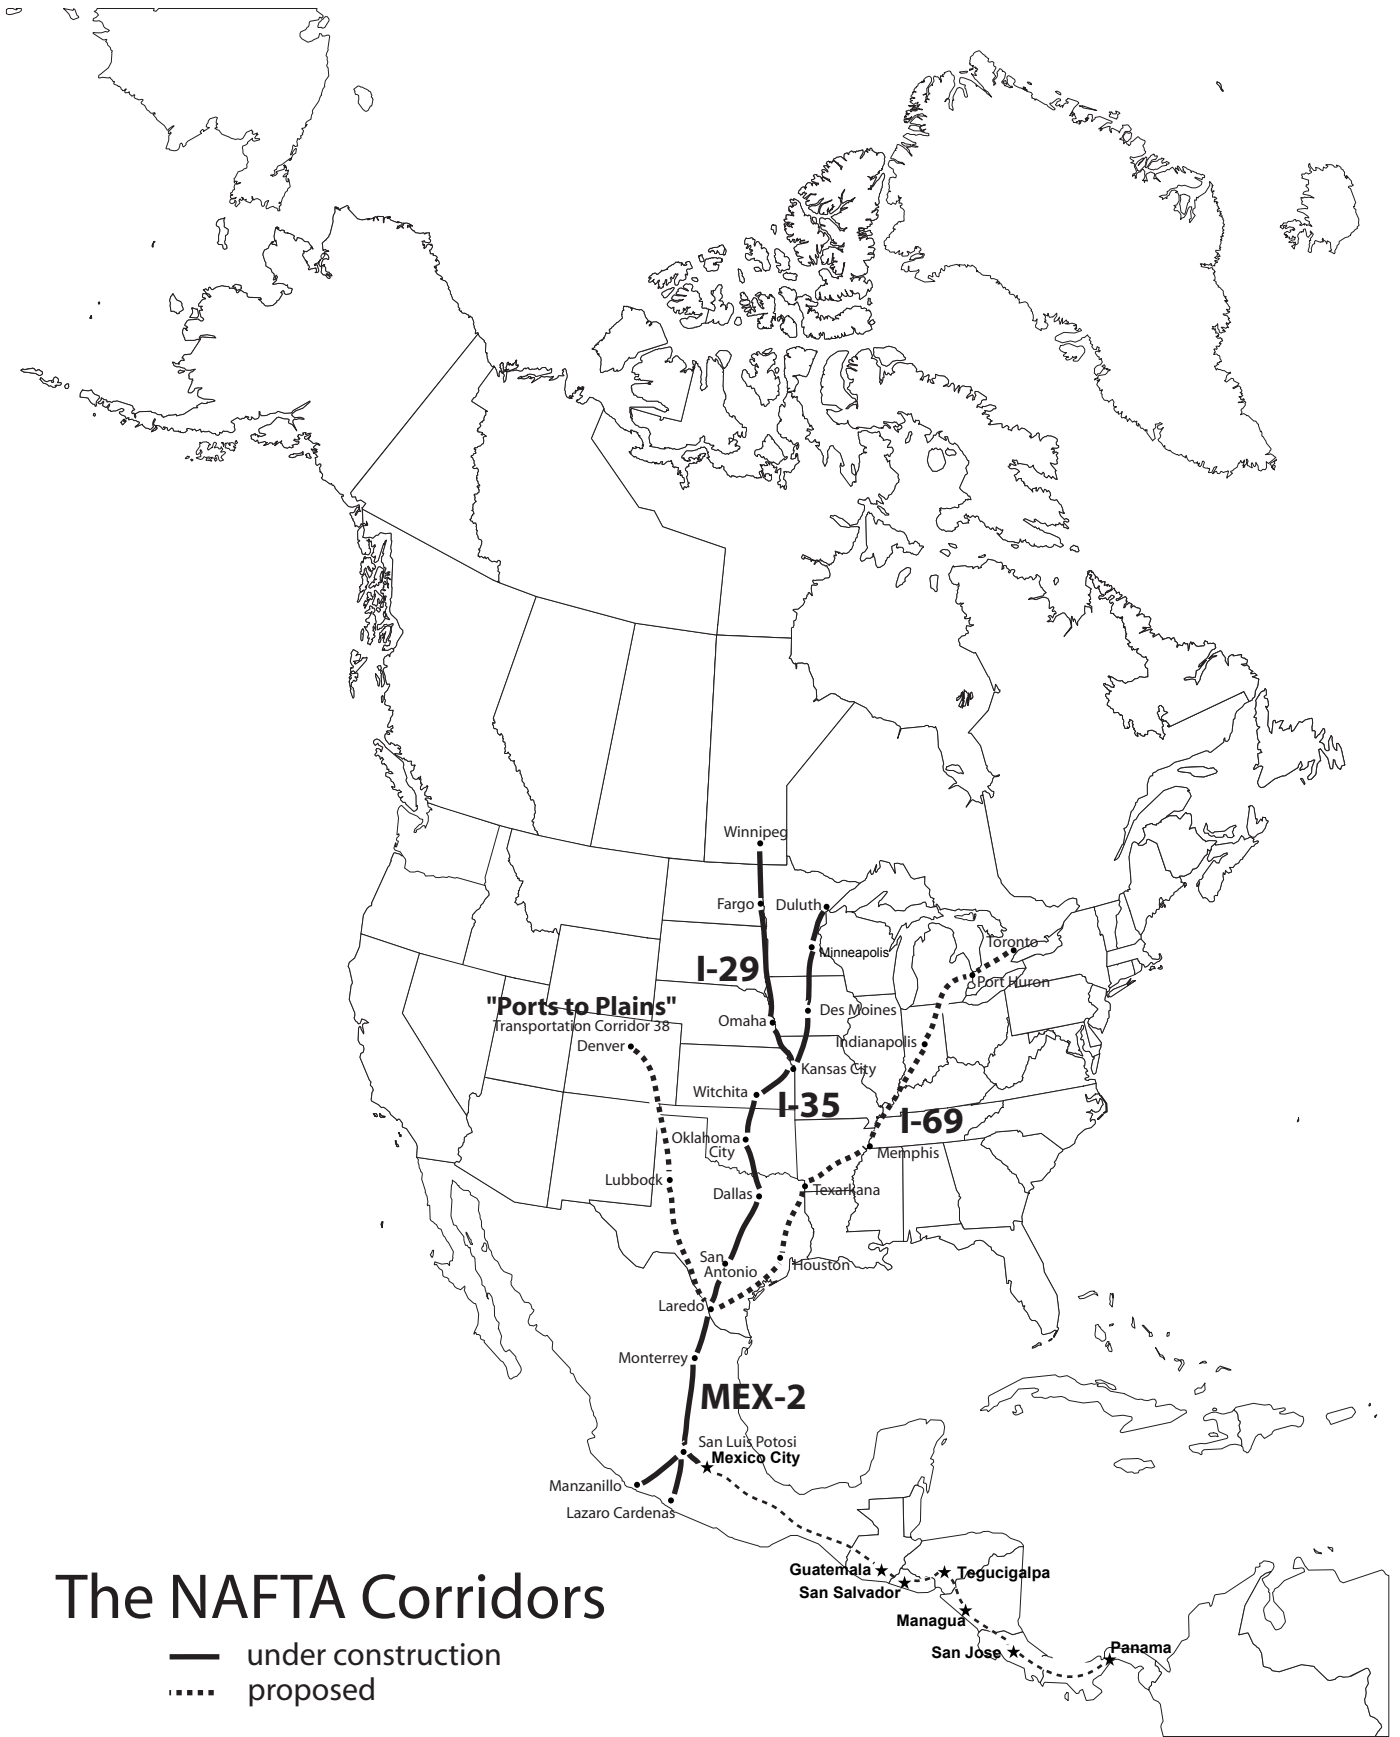 Winnipeg
Fargo
Duluth
Minneapolis
Toronto
I-29
Port Huron
"Ports to Plains"
Transportation Corridor 38
Omaha
Des Moines
Denver
Indianapolis
Kansas City
Witchita
I-35
I-69
Oklahoma
City
Memphis
Lubbock
Dallas
Texarkana
San
Antonio
Houston
Laredo
Monterrey
MEX-2
San Luis Potosi
Mexico City
Manzanillo
Lazaro Cardenas
Guatemala
Tegucigalpa
San Salvador
Managua
San Jose
Panama
The NAFTA Corridors
under construction
proposed